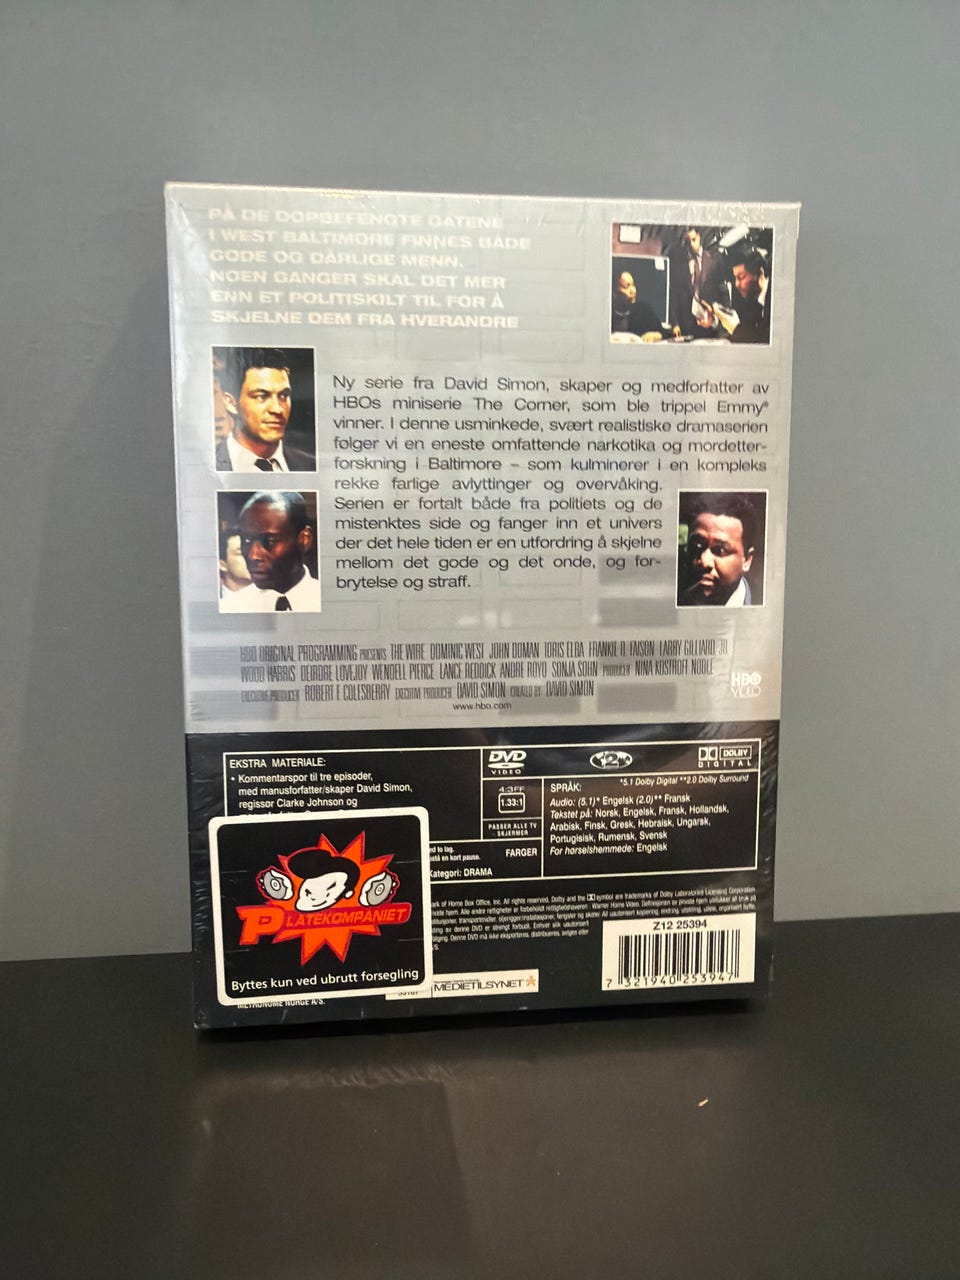 PÅ DE DOPBEFENGTE GATENE
I WEST BALTIMORE FINNES BÅDE
GODE OG DÅRLIGE MENN.
NOEN GANGER SKAL DET MER
ENN ET POLITISKILT TIL FOR Å
SKJELNE DEM FRA HVERANDRE
Ny serie fra David Simon, skaper og medforfatter av
HBOs miniserie The Corner, som ble trippel Emmy®
vinner. I denne usminkede, svært realistiske dramaserien
følger vi en eneste omfattende narkotika og mordetter-
forskning i Baltimore – som kulminerer i en kompleks
rekke farlige avlyttinger og overvåking.
Serien er fortalt både fra politiets og de
mistenktes side og fanger inn et univers
der det hele tiden er en utfordring å skjelne
mellom det gode og det onde, og for-
brytelse og straff.
HBO ORIGINAL PROGRAMMING PRESENTS THE WIRE DOMINIC WEST JOHN DOMAN IDRIS ELBA FRANKIE R. FAISON LARRY GILLIARD JR.
WOOD HARRIS DEIRDRE LOVEJOY WENDELL PIERCE LANCE REDDICK ANDRE ROYO SONJA SOHN PRODUCER NINA KOSTROFF NOBLE
EXECUTIVE PRODUCER ROBERT F. COLESBERRY EXECUTIVE PRODUCER DAVID SIMON CREATED BY DAVID SIMON
www.hbo.com
HBO
VIDEO
EKSTRA MATERIALE:
• Kommentarspor til tre episoder,
med manusforfatter/skaper David Simon,
regissør Clarke Johnson og
DVD
VIDEO
2
DOLBY
DIGITAL
4:3FF
1.33:1
PASSER ALLE TV
- SKJERMER
FARGER
Kategori: DRAMA
SPRÅK:
*5.1 Dolby Digital **2.0 Dolby Surround
Audio: (5.1)* Engelsk (2.0)** Fransk
Tekstet på: Norsk, Engelsk, Fransk, Hollandsk,
Arabisk, Finsk, Gresk, Hebraisk, Ungarsk,
Portugisisk, Rumensk, Svensk
For hørselshemmede: Engelsk
PLATEKOMPANIET
Byttes kun ved ubrutt forsegling
METRONOME NORGE A/S.
MEDIETILSYNET
Z12 25394
7 321940 253947